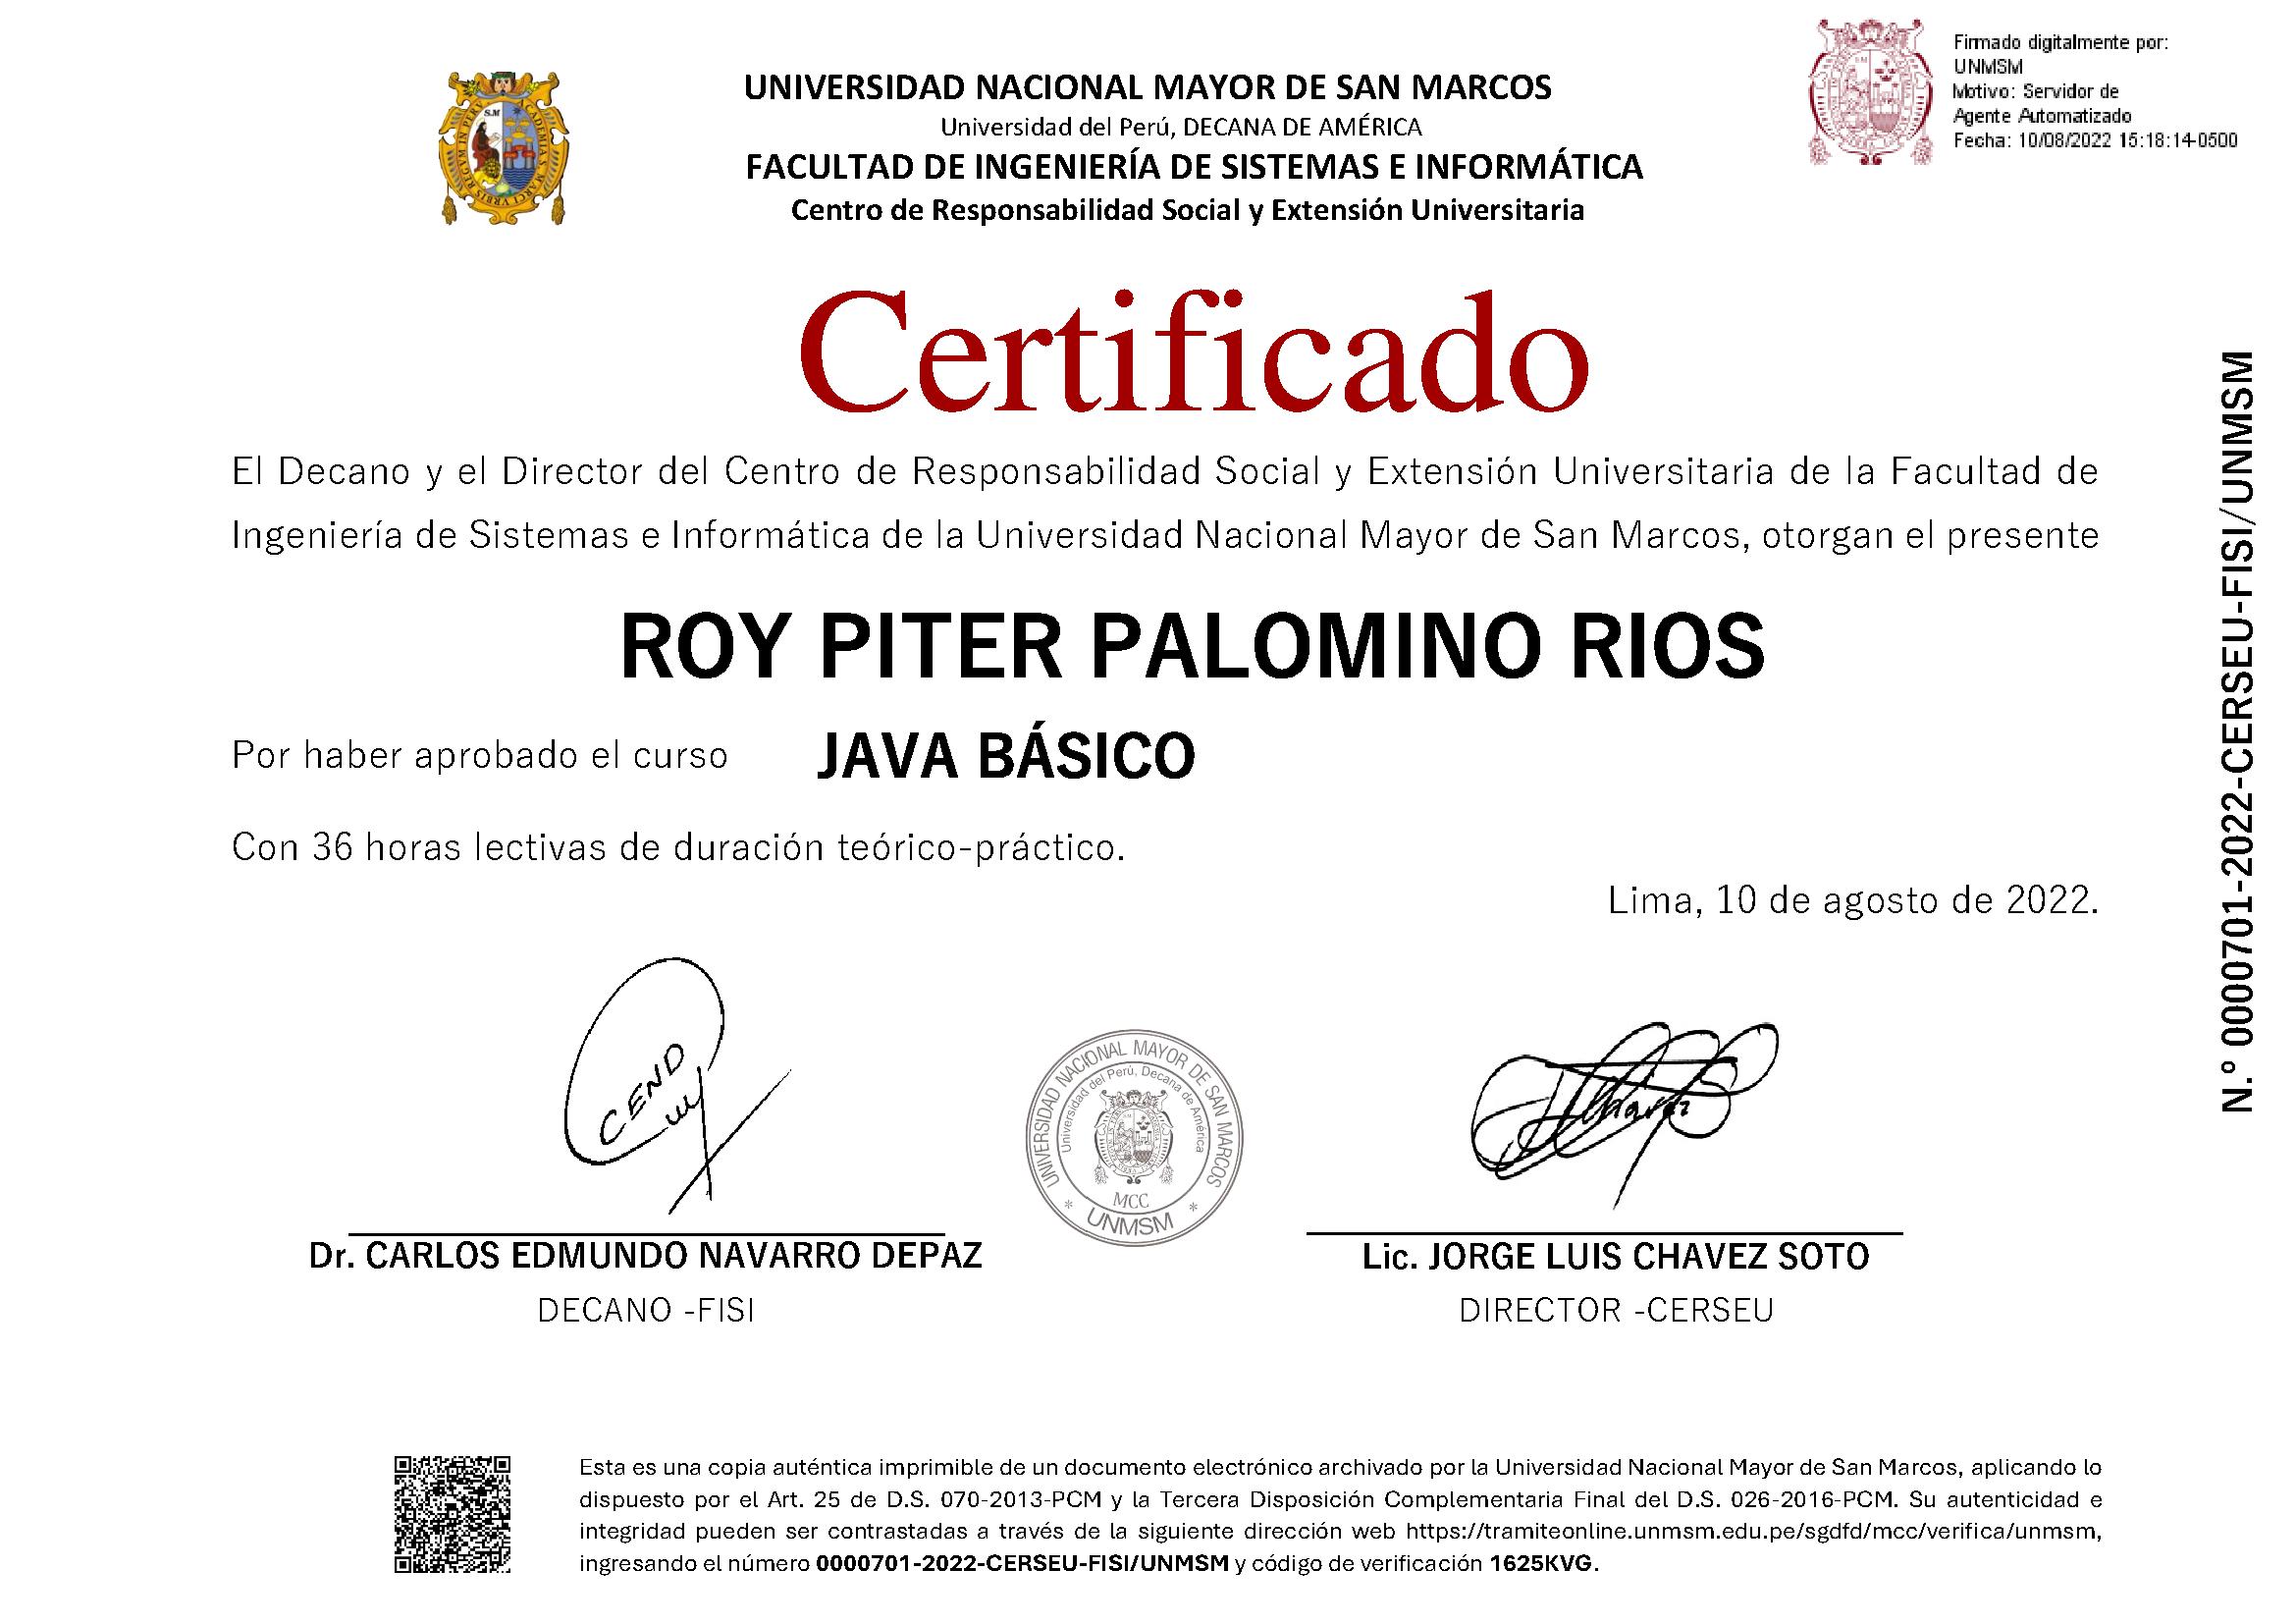 Firmado digitalmente por:
UNMSM
Motivo: Servidor de
Agente Automatizado
Fecha: 10/08/2022 15:18:14-0500
UNIVERSIDAD NACIONAL MAYOR DE SAN MARCOS
Universidad del Perú, DECANA DE AMÉRICA
FACULTAD DE INGENIERÍA DE SISTEMAS E INFORMÁTICA
Centro de Responsabilidad Social y Extensión Universitaria
Certificado
El Decano y el Director del Centro de Responsabilidad Social y Extensión Universitaria de la Facultad de
Ingeniería de Sistemas e Informática de la Universidad Nacional Mayor de San Marcos, otorgan el presente
ROY PITER PALOMINO RIOS
Por haber aprobado el curso JAVA BÁSICO
Con 36 horas lectivas de duración teórico-práctico.
Lima, 10 de agosto de 2022.
N.° 0000701-2022-CERSEU-FISI/UNMSM
CEND
UNIVERSIDAD NACIONAL MAYOR DE SAN MARCOS
Universidad del Perú, Decana de América
MCC
* UNMSM *
Dr. CARLOS EDMUNDO NAVARRO DEPAZ
DECANO -FISI
Lic. JORGE LUIS CHAVEZ SOTO
DIRECTOR -CERSEU
Esta es una copia auténtica imprimible de un documento electrónico archivado por la Universidad Nacional Mayor de San Marcos, aplicando lo
dispuesto por el Art. 25 de D.S. 070-2013-PCM y la Tercera Disposición Complementaria Final del D.S. 026-2016-PCM. Su autenticidad e
integridad pueden ser contrastadas a través de la siguiente dirección web https://tramiteonline.unmsm.edu.pe/sgdfd/mcc/verifica/unmsm,
ingresando el número 0000701-2022-CERSEU-FISI/UNMSM y código de verificación 1625KVG.